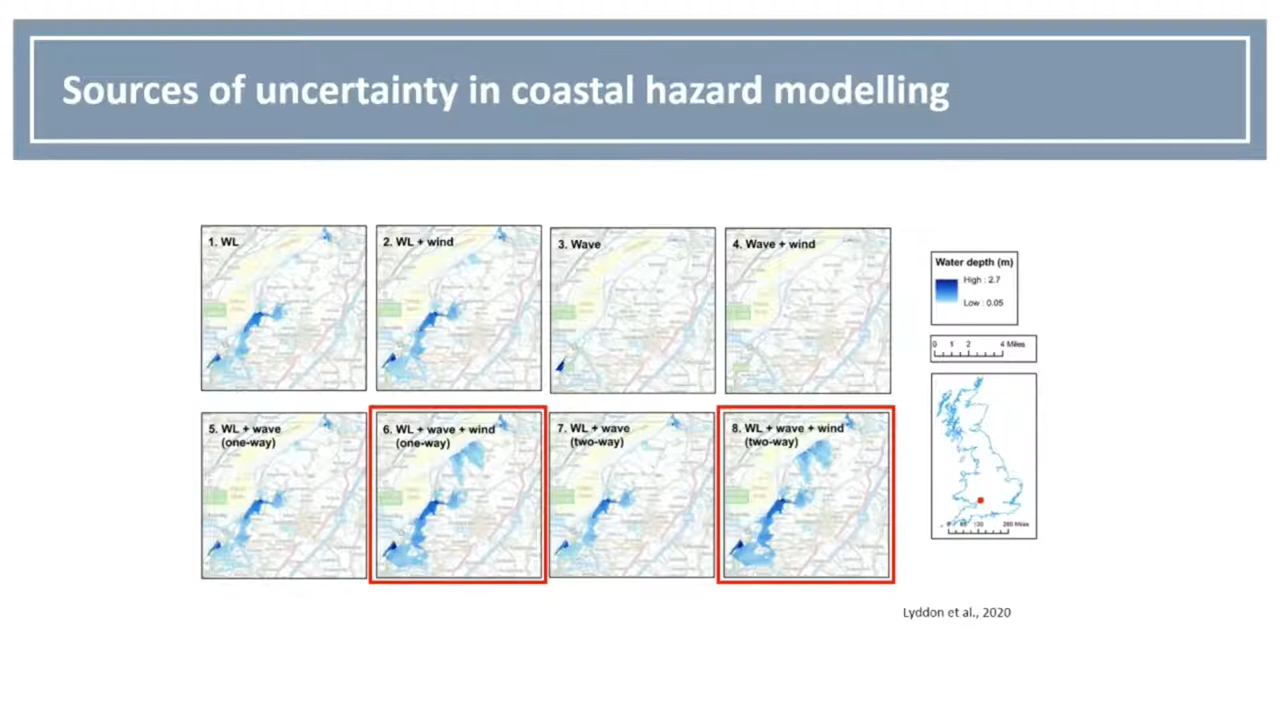 Sources of uncertainty in coastal hazard modelling
1. WL
2. WL + wind
3. Wave
4. Wave + wind
5. WL + wave
(one-way)
6. WL + wave + wind
(one-way)
7. WL + wave
(two-way)
8. WL + wave + wind
(two-way)
Water depth (m)
High : 2.7
Low : 0.05
0 1 2 4 Miles
Lyddon et al., 2020